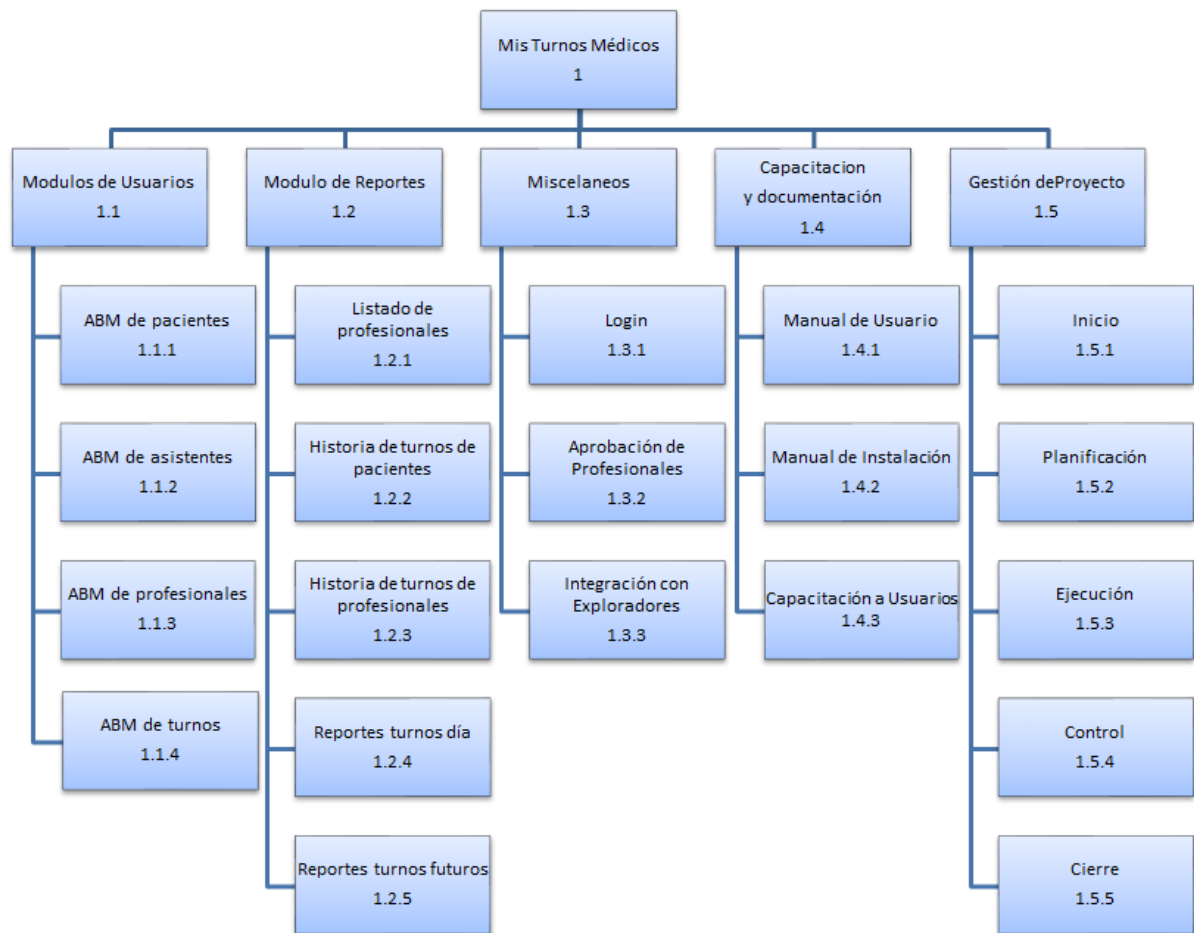 Mis Turnos Médicos
1
Modulos de Usuarios
1.1
Modulo de Reportes
1.2
Miscelaneos
1.3
Capacitacion
y documentación
1.4
Gestión deProyecto
1.5
ABM de pacientes
1.1.1
Listado de
profesionales
1.2.1
Login
1.3.1
Manual de Usuario
1.4.1
Inicio
1.5.1
ABM de asistentes
1.1.2
Historia de turnos de
pacientes
1.2.2
Aprobación de
Profesionales
1.3.2
Manual de Instalación
1.4.2
Planificación
1.5.2
ABM de profesionales
1.1.3
Historia de turnos de
profesionales
1.2.3
Integración con
Exploradores
1.3.3
Capacitación a Usuarios
1.4.3
Ejecución
1.5.3
ABM de turnos
1.1.4
Reportes turnos día
1.2.4
Control
1.5.4
Reportes turnos futuros
1.2.5
Cierre
1.5.5